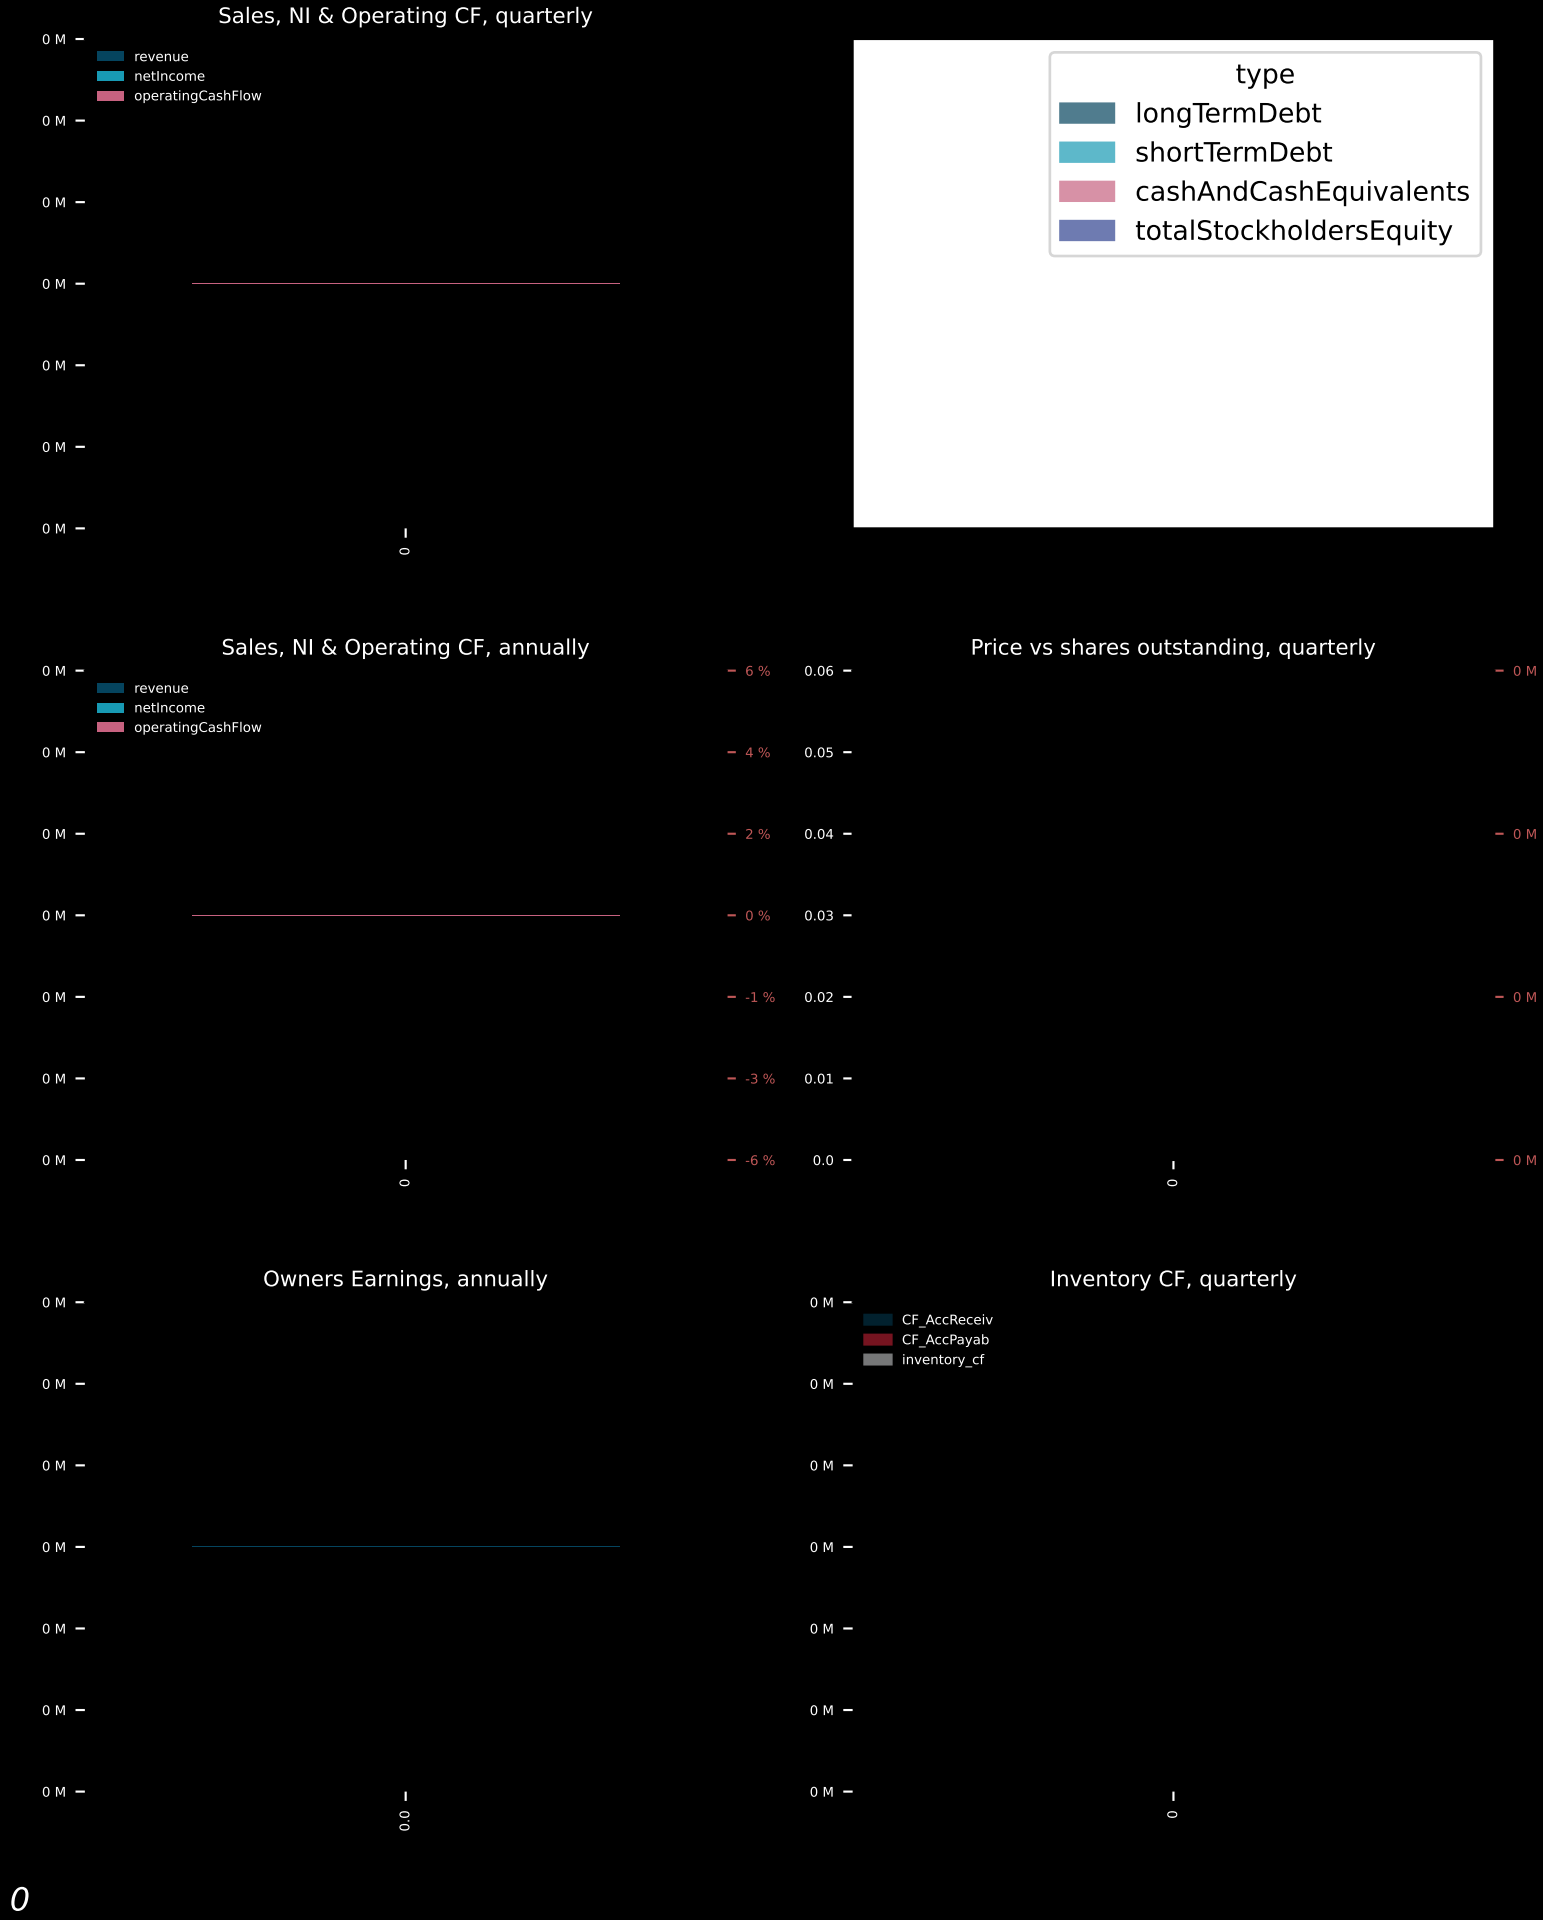 Sales, NI & Operating CF, quarterly
0 M
revenue
netIncome
operatingCashFlow
0 M
0 M
0 M
0 M
0 M
0 M
0
type
longTermDebt
shortTermDebt
cashAndCashEquivalents
totalStockholdersEquity
Sales, NI & Operating CF, annually
0 M
revenue
netIncome
operatingCashFlow
0 M
0 M
0 M
0 M
0 M
0 M
6 %
4 %
2 %
0 %
-1 %
-3 %
-6 %
0
Price vs shares outstanding, quarterly
0.06
0.05
0.04
0.03
0.02
0.01
0.0
0 M
0 M
0 M
0 M
0
Owners Earnings, annually
0 M
0 M
0 M
0 M
0 M
0 M
0 M
0.0
Inventory CF, quarterly
0 M
CF_AccReceiv
CF_AccPayab
inventory_cf
0 M
0 M
0 M
0 M
0 M
0 M
0
0